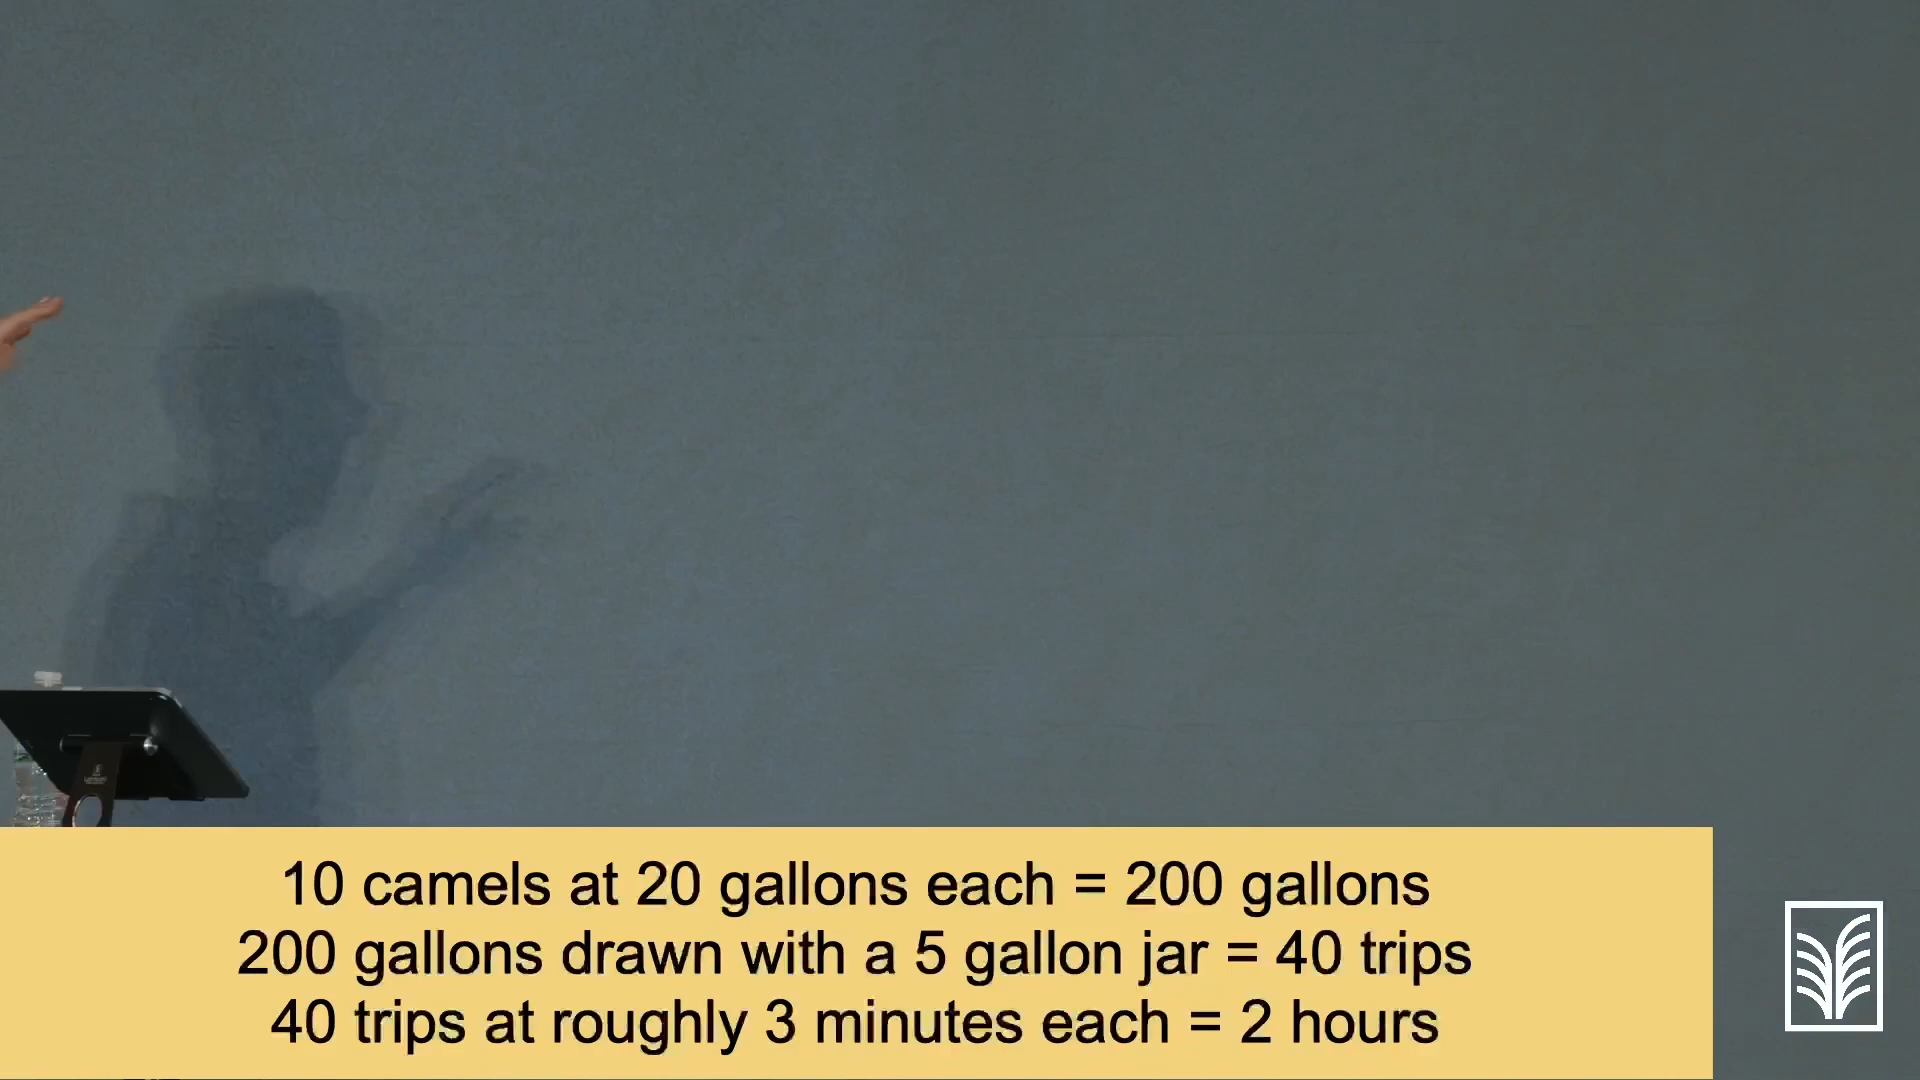 10 camels at 20 gallons each = 200 gallons
200 gallons drawn with a 5 gallon jar = 40 trips
40 trips at roughly 3 minutes each = 2 hours